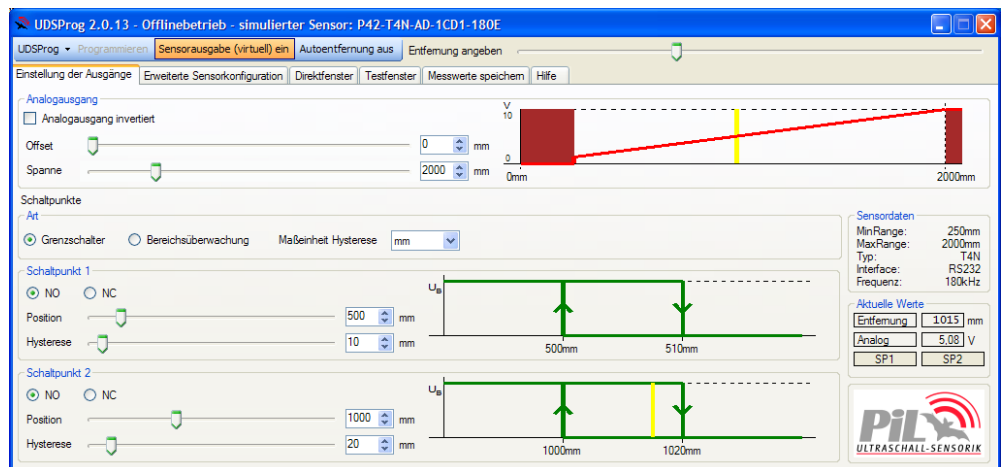 UDSProg 2.0.13 - Offlinebetrieb - simulierter Sensor: P42-T4N-AD-1CD1-180E
UDSProg Programmieren Sensorausgabe (virtuell) ein Autoentfernung aus Entfernung angeben
Einstellung der Ausgänge Erweiterte Sensorkonfiguration Direktfenster Testfenster Messwerte speichern Hilfe
Analogausgang
Analogausgang invertiert
Offset 0 mm
Spanne 2000 mm
V
10
0
0mm 2000mm
Schaltpunkte
Art
Grenzschalter Bereichsüberwachung Maßeinheit Hysterese mm
Schaltpunkt 1
NO NC
Position 500 mm
Hysterese 10 mm
UB
500mm 510mm
Schaltpunkt 2
NO NC
Position 1000 mm
Hysterese 20 mm
UB
1000mm 1020mm
Sensordaten
MinRange: 250mm
MaxRange: 2000mm
Typ: T4N
Interface: RS232
Frequenz: 180kHz
Aktuelle Werte
Entfernung 1015 mm
Analog 5,08 V
SP1 SP2
PiL
ULTRASCHALL-SENSORIK